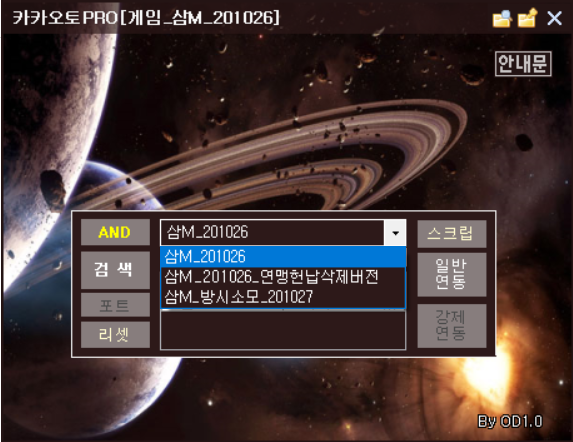 카카오토PRO[게임_삼M_201026]
안내문
AND
삼M_201026
스크립
검 색
삼M_201026
삼M_201026_연맹헌납삭제버전
삼M_방시소모_201027
일반
연동
포트
리셋
강제
연동
By OD1.0